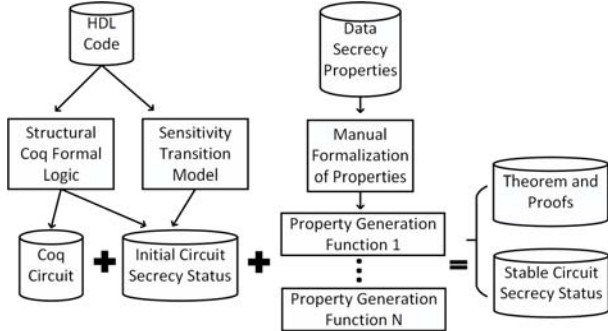 HDL
Code
Data
Secrecy
Properties
Structural
Coq Formal
Logic
Sensitivity
Transition
Model
Manual
Formalization
of Properties
Theorem and
Proofs
Coq
Circuit
Initial Circuit
Secrecy Status
Property Generation
Function 1
Property Generation
Function N
Stable Circuit
Secrecy Status